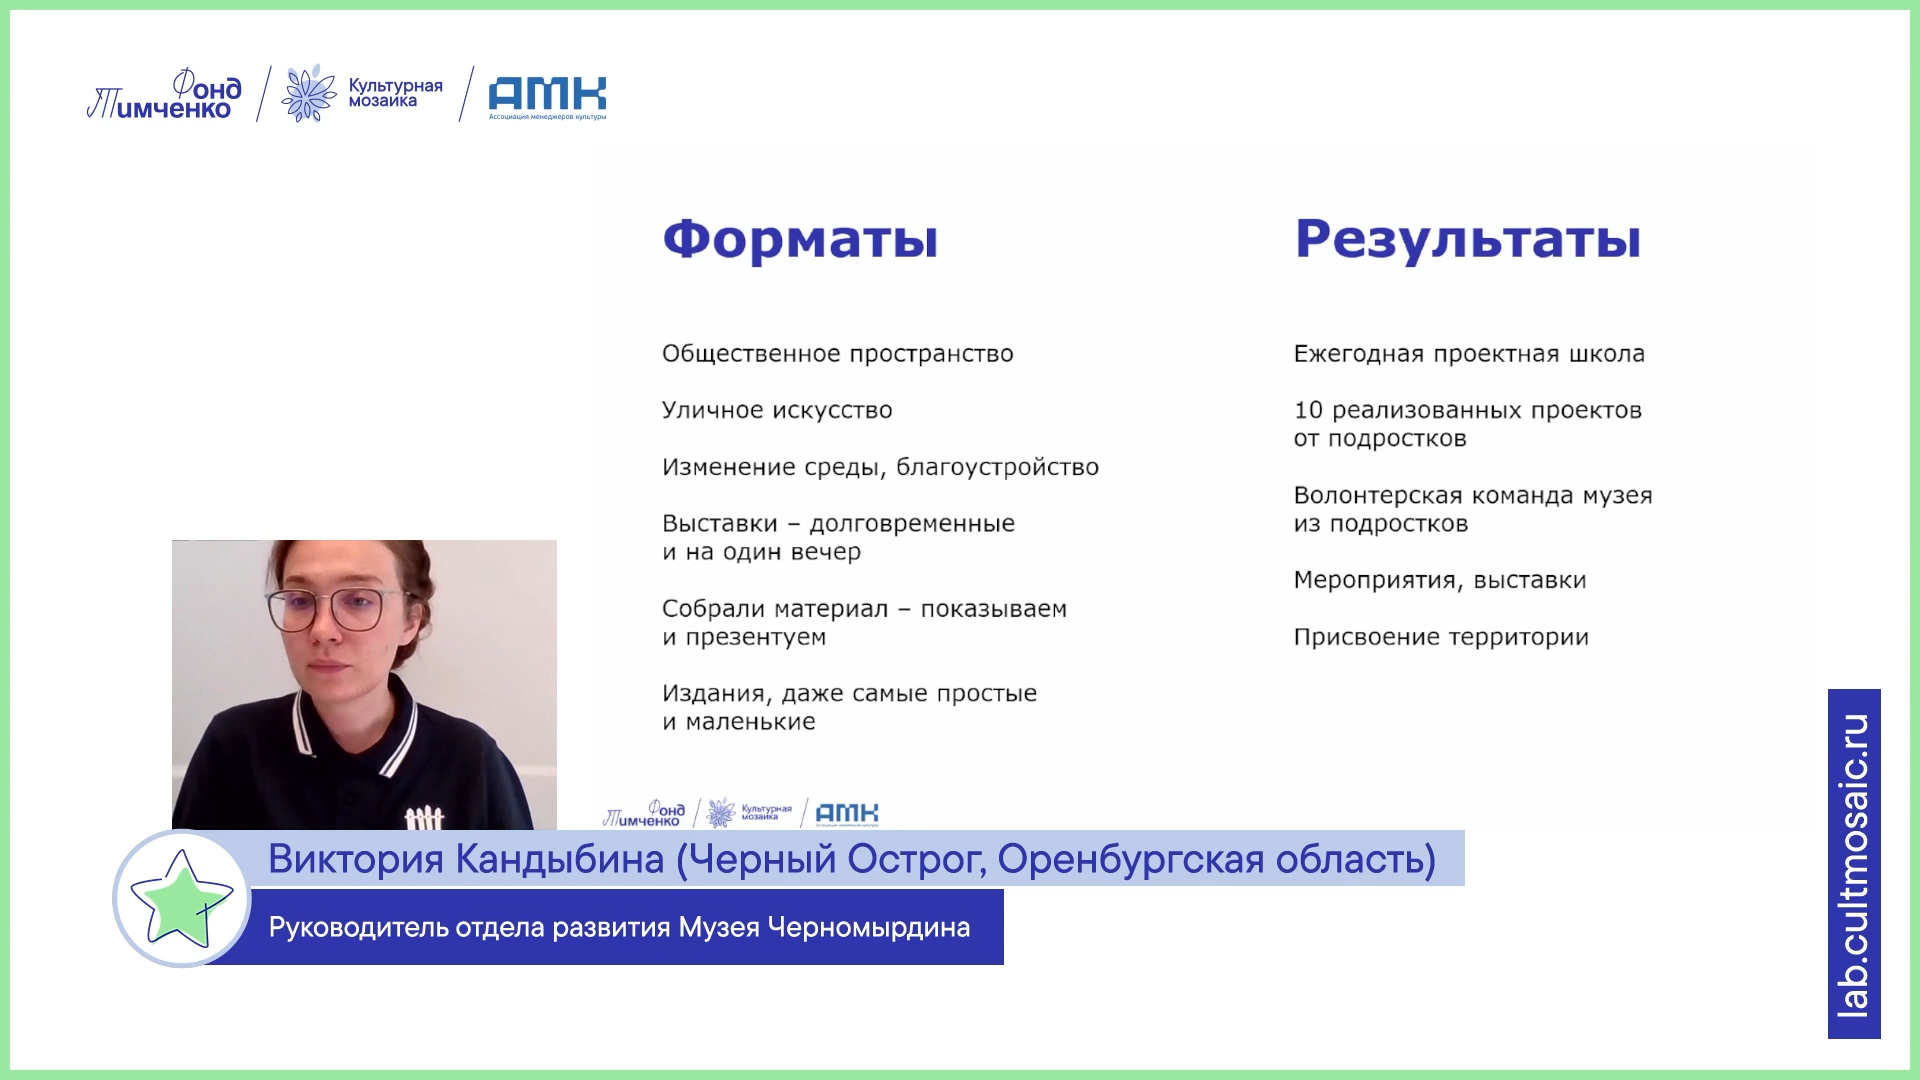 Фонд
Тимченко
Культурная
мозаика
АМК
Ассоциация менеджеров культуры
Форматы
Общественное пространство
Уличное искусство
Изменение среды, благоустройство
Выставки – долговременные
и на один вечер
Собрали материал – показываем
и презентуем
Издания, даже самые простые
и маленькие
Результаты
Ежегодная проектная школа
10 реализованных проектов
от подростков
Волонтерская команда музея
из подростков
Мероприятия, выставки
Присвоение территории
Фонд
Тимченко
Культурная
мозаика
АМК
Виктория Кандыбина (Черный Острог, Оренбургская область)
Руководитель отдела развития Музея Черномырдина
lab.cultmosaic.ru